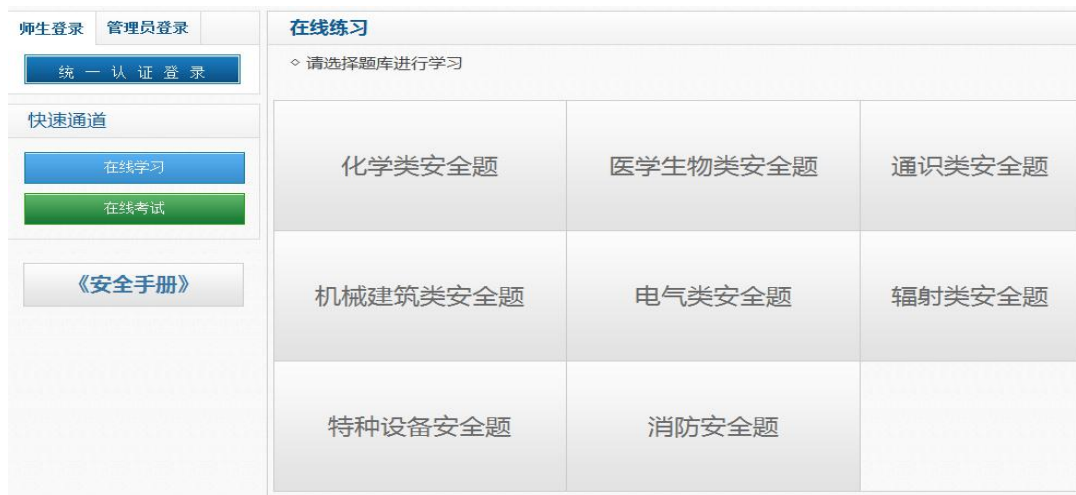 师生登录 管理员登录
统一认证登录
快速通道
在线学习
在线考试
《安全手册》
在线练习
◇ 请选择题库进行学习
化学类安全题 医学生物类安全题 通识类安全题
机械建筑类安全题 电气类安全题 辐射类安全题
特种设备安全题 消防安全题